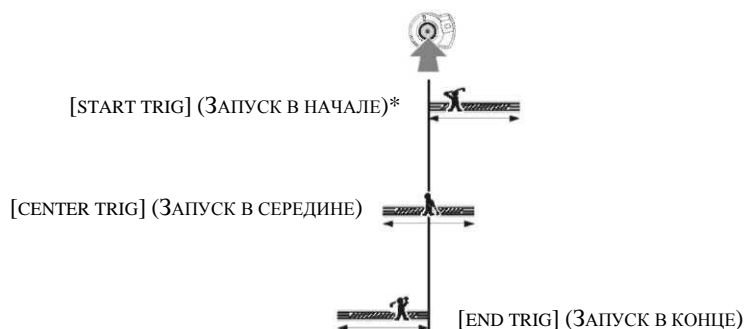 [START TRIG] (ЗАПУСК В НАЧАЛЕ)*
[CENTER TRIG] (ЗАПУСК В СЕРЕДИНЕ)
[END TRIG] (ЗАПУСК В КОНЦЕ)